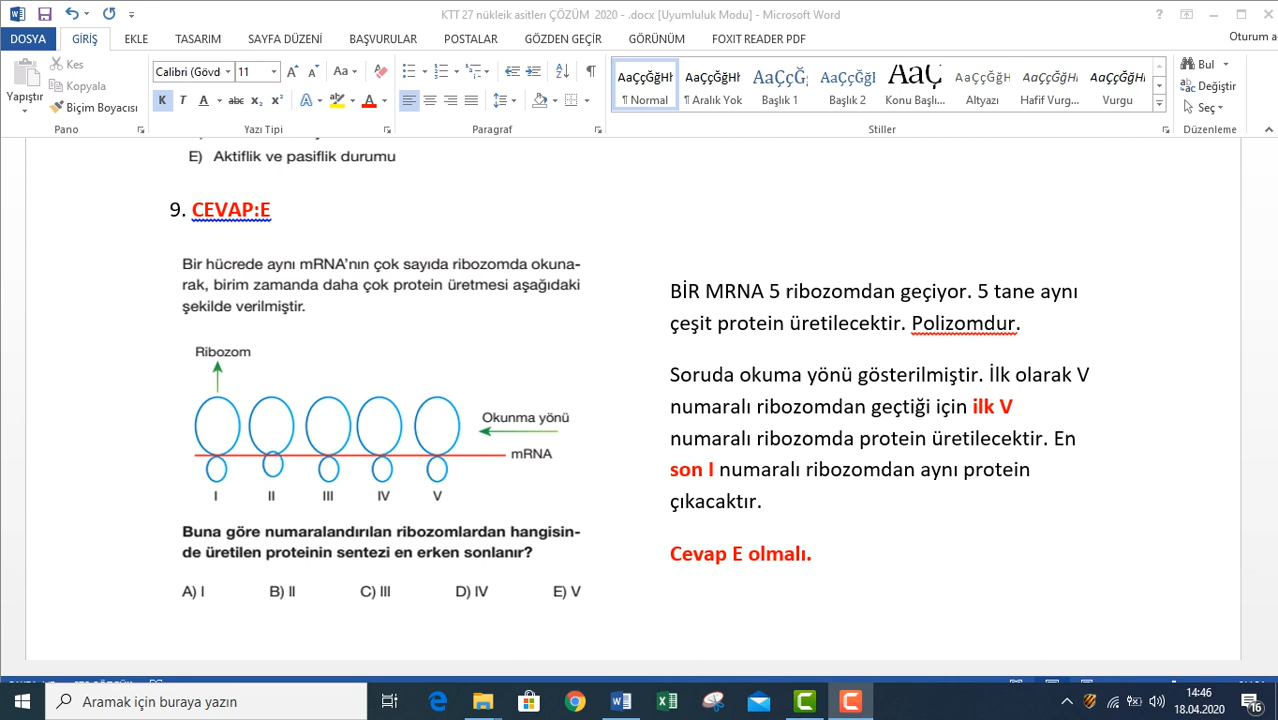 KTT 27 nükleik asitlen ÇÖZÜM  2020 - .docx [Uyumluluk Modu] - Microsoft Word
DOSYA GİRİŞ EKLE TASARIM SAYFA DÜZENİ BAŞVURULAR POSTALAR GÖZDEN GEÇİR GÖRÜNÜM FOXIT READER PDF Oturum a
Yapıştır
Kes
Kopyala
Biçim Boyacısı
Pano
Calibri (Gövd 11
Yazı Tipi
Paragraf
¶ Normal ¶ Aralık Yok Başlık 1 Başlık 2 Konu Başlı... Altyazı Hafif Vurg... Vurgu
Stiller
Bul
Değiştir
Seç
Düzenleme
E) Aktiflik ve pasiflik durumu
9. CEVAP:E
Bir hücrede aynı mRNA'nın çok sayıda ribozomda okuna-
rak, birim zamanda daha çok protein üretmesi aşağıdaki
şekilde verilmiştir.
Ribozom
Okunma yönü
mRNA
I II III IV V
Buna göre numaralandırılan ribozomlardan hangisin-
de üretilen proteinin sentezi en erken sonlanır?
A) I B) II C) III D) IV E) V
BİR MRNA 5 ribozomdan geçiyor. 5 tane aynı
çeşit protein üretilecektir. Polizomdur.
Soruda okuma yönü gösterilmiştir. İlk olarak V
numaralı ribozomdan geçtiği için ilk V
numaralı ribozomda protein üretilecektir. En
son I numaralı ribozomdan aynı protein
çıkacaktır.
Cevap E olmalı.
Aramak için buraya yazın
14:46
18.04.2020
16